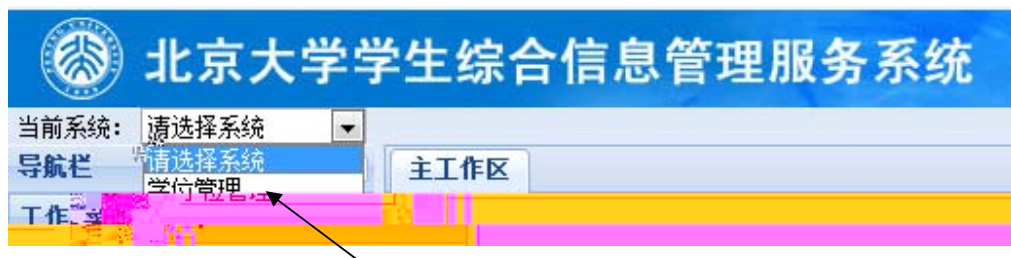 北京大学学生综合信息管理服务系统
当前系统： 请选择系统
导航栏 请选择系统 主工作区
学位管理
工作